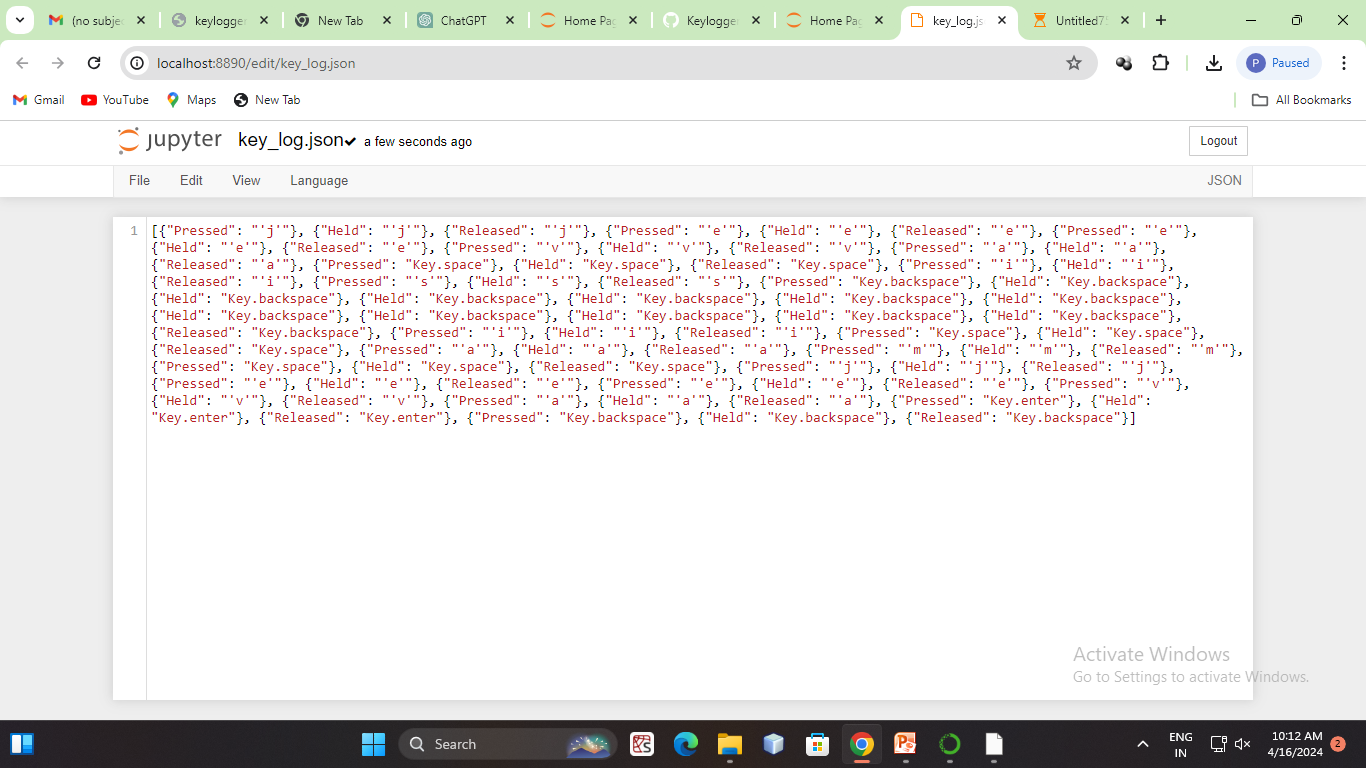 (no subje
keylogge
New Tab
ChatGPT
Home Pag
Keylogge
Home Pag
key_log.js
Untitled75
localhost:8890/edit/key_log.json
P
Paused
Gmail
YouTube
Maps
New Tab
All Bookmarks
jupyter key_log.json a few seconds ago
Logout
File Edit View Language
JSON
1
[{"Pressed": "'j'"}, {"Held": "'j'"}, {"Released": "'j'"}, {"Pressed": "'e'"}, {"Held": "'e'"}, {"Released": "'e'"}, {"Pressed": "'e'"},
{"Held": "'e'"}, {"Released": "'e'"}, {"Pressed": "'v'"}, {"Held": "'v'"}, {"Released": "'v'"}, {"Pressed": "'a'"}, {"Held": "'a'"},
{"Released": "'a'"}, {"Pressed": "Key.space"}, {"Held": "Key.space"}, {"Released": "Key.space"}, {"Pressed": "'i'"}, {"Held": "'i'"},
{"Released": "'i'"}, {"Pressed": "'s'"}, {"Held": "'s'"}, {"Released": "'s'"}, {"Pressed": "Key.backspace"}, {"Held": "Key.backspace"},
{"Held": "Key.backspace"}, {"Held": "Key.backspace"}, {"Held": "Key.backspace"}, {"Held": "Key.backspace"}, {"Held": "Key.backspace"},
{"Held": "Key.backspace"}, {"Held": "Key.backspace"}, {"Held": "Key.backspace"}, {"Held": "Key.backspace"}, {"Held": "Key.backspace"},
{"Released": "Key.backspace"}, {"Pressed": "'i'"}, {"Held": "'i'"}, {"Released": "'i'"}, {"Pressed": "Key.space"}, {"Held": "Key.space"},
{"Released": "Key.space"}, {"Pressed": "'a'"}, {"Held": "'a'"}, {"Released": "'a'"}, {"Pressed": "'m'"}, {"Held": "'m'"}, {"Released": "'m'"},
{"Pressed": "Key.space"}, {"Held": "Key.space"}, {"Released": "Key.space"}, {"Pressed": "'j'"}, {"Held": "'j'"}, {"Released": "'j'"},
{"Pressed": "'e'"}, {"Held": "'e'"}, {"Released": "'e'"}, {"Pressed": "'e'"}, {"Held": "'e'"}, {"Released": "'e'"}, {"Pressed": "'v'"},
{"Held": "'v'"}, {"Released": "'v'"}, {"Pressed": "'a'"}, {"Held": "'a'"}, {"Released": "'a'"}, {"Pressed": "Key.enter"}, {"Held":
"Key.enter"}, {"Released": "Key.enter"}, {"Pressed": "Key.backspace"}, {"Held": "Key.backspace"}, {"Released": "Key.backspace"}]
Activate Windows
Go to Settings to activate Windows.
Search
ENG
IN
10:12 AM
4/16/2024
2